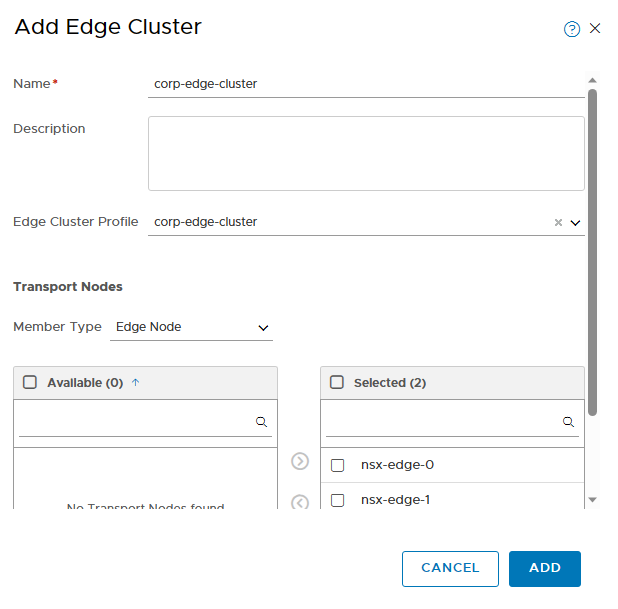 Add Edge Cluster
Name*
corp-edge-cluster
Description
Edge Cluster Profile
corp-edge-cluster
Transport Nodes
Member Type
Edge Node
Available (0) ↑
Selected (2)
nsx-edge-0
No Transport Nodes found
nsx-edge-1
CANCEL
ADD